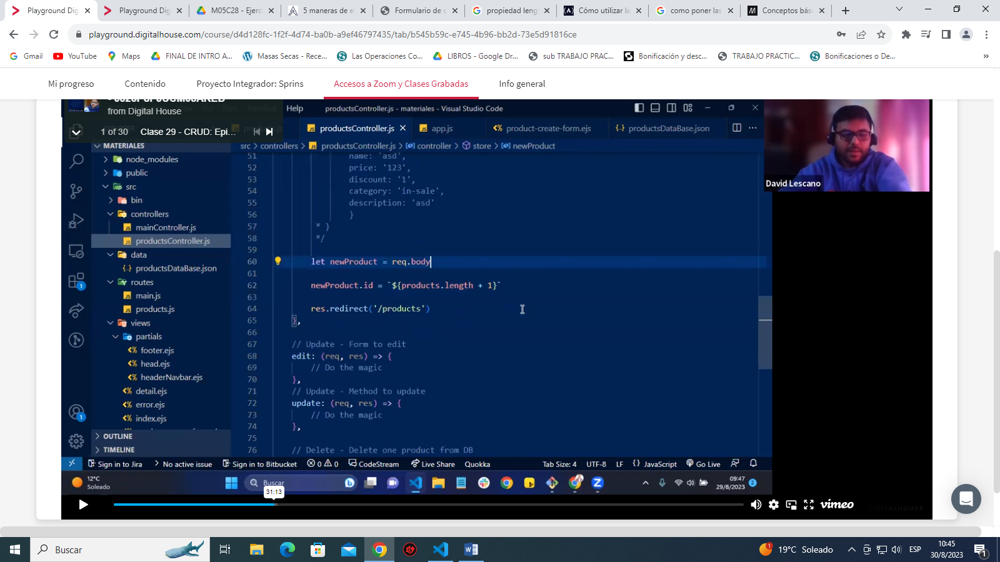 Playground Dig
Playground Dig
M05C28 - Ejerci
5 maneras de el
Formulario de c
propiedad leng
Cómo utilizar la
como poner las
Conceptos bási
playground.digitalhouse.com/course/d4d128fc-1f2f-4d74-ba0b-a9ef46797435/tab/b545b59c-e745-4b96-bb2d-73e5d91816ce
Gmail
YouTube
Maps
FINAL DE INTRO A...
Masas Secas - Rece...
Las Operaciones Co...
LIBROS - Google Dr...
sub TRABAJO PRAC...
Bonificación y desc...
TRABAJO PRACTIC...
Bonificaciones o De...
Mi progreso
Contenido
Proyecto Integrador: Sprins
Accesos a Zoom y Clases Grabadas
Info general
from Digital House
1 of 30 Clase 29 - CRUD: Epi...
Terminal Help
productsController.js - materiales - Visual Studio Code
productsController.js
app.js
product-create-form.ejs
productsDataBase.json
src > controllers > productsController.js > controller > store > newProduct
MATERIALES
node_modules
public
src
bin
controllers
mainController.js
productsController.js
data
productsDataBase.json
routes
main.js
products.js
views
partials
footer.ejs
head.ejs
headerNavbar.ejs
detail.ejs
error.ejs
index.ejs
OUTLINE
TIMELINE
1
1
51 name: 'asd',
52 price: '123',
53 discount: '1',
54 category: 'in-sale',
55 description: 'asd'
56 }
57 * }
58 */
59
60 let newProduct = req.body
61
62 newProduct.id = `${products.length + 1}`
63
64 res.redirect('/products')
65 },
66
67 // Update - Form to edit
68 edit: (req, res) => {
69 // Do the magic
70 },
71 // Update - Method to update
72 update: (req, res) => {
73 // Do the magic
74 },
75
76 // Delete - Delete one product from DB
David Lescano
Sign in to Jira
No active issue
Sign in to Bitbucket
0 0
CodeStream
Live Share
Quokka
Tab Size: 4
UTF-8
LF
JavaScript
Go Live
12°C
Soleado
Buscar
09:47
29/8/2023
2
31:13
vimeo
DIGITALHOUSE
Buscar
1
19°C Soleado
ESP
10:45
30/8/2023
1